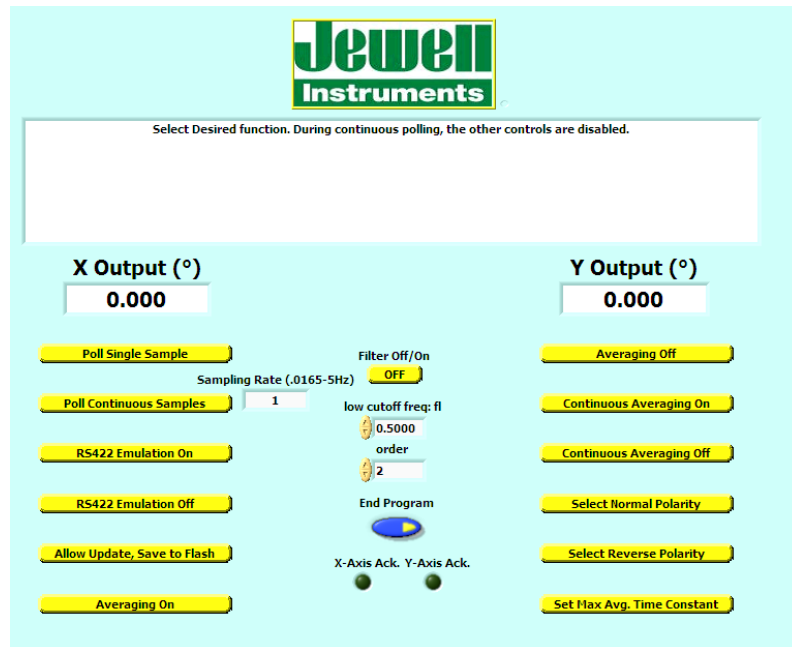 Jewell
Instruments
Select Desired function. During continuous polling, the other controls are disabled.
X Output (°)
0.000
Y Output (°)
0.000
Poll Single Sample
Filter Off/On
OFF
Averaging Off
Sampling Rate (.0165-5Hz)
Poll Continuous Samples
1
low cutoff freq: fl
0.5000
Continuous Averaging On
RS422 Emulation On
order
2
Continuous Averaging Off
RS422 Emulation Off
End Program
Select Normal Polarity
Allow Update, Save to Flash
X-Axis Ack. Y-Axis Ack.
Select Reverse Polarity
Averaging On
Set Max Avg. Time Constant